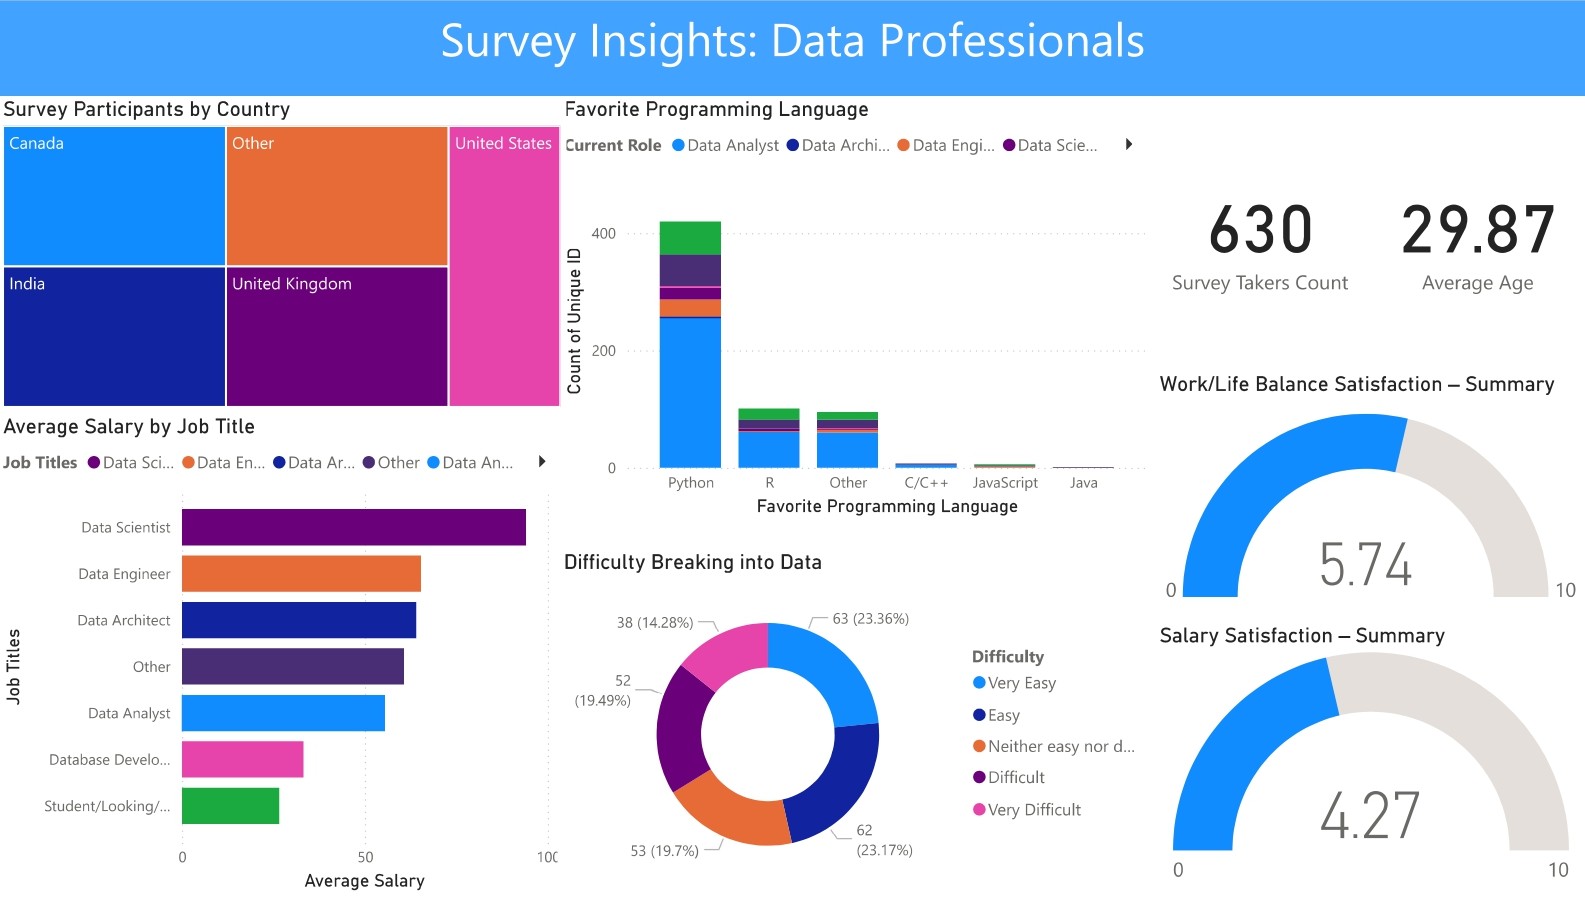 Survey Insights: Data Professionals
Survey Participants by Country
Canada
Other
United States
India
United Kingdom
Average Salary by Job Title
Job Titles Data Sci... Data En... Data Ar... Other Data An...
Job Titles
Data Scientist
Data Engineer
Data Architect
Other
Data Analyst
Database Develo...
Student/Looking/...
0 50 100
Average Salary
Favorite Programming Language
Current Role Data Analyst Data Archi... Data Engi... Data Scie...
Count of Unique ID
400
200
0
Python R Other C/C++ JavaScript Java
Favorite Programming Language
Difficulty Breaking into Data
38 (14.28%)
63 (23.36%)
52
(19.49%)
53 (19.7%)
62
(23.17%)
Difficulty
Very Easy
Easy
Neither easy nor d...
Difficult
Very Difficult
630
Survey Takers Count
29.87
Average Age
Work/Life Balance Satisfaction – Summary
5.74
0 10
Salary Satisfaction – Summary
4.27
0 10